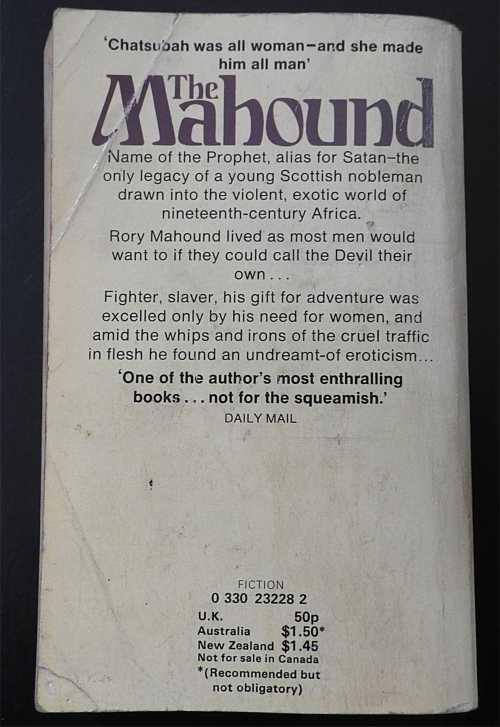 ‘Chatsubah was all woman–and she made
him all man’
The
Mahound
Name of the Prophet, alias for Satan–the
only legacy of a young Scottish nobleman
drawn into the violent, exotic world of
nineteenth-century Africa.
Rory Mahound lived as most men would
want to if they could call the Devil their
own...
Fighter, slaver, his gift for adventure was
excelled only by his need for women, and
amid the whips and irons of the cruel traffic
in flesh he found an undreamt-of eroticism...
‘One of the author’s most enthralling
books...not for the squeamish.’
DAILY MAIL
FICTION
0 330 23228 2
U.K. 50p
Australia $1.50*
New Zealand $1.45
Not for sale in Canada
*(Recommended but
not obligatory)